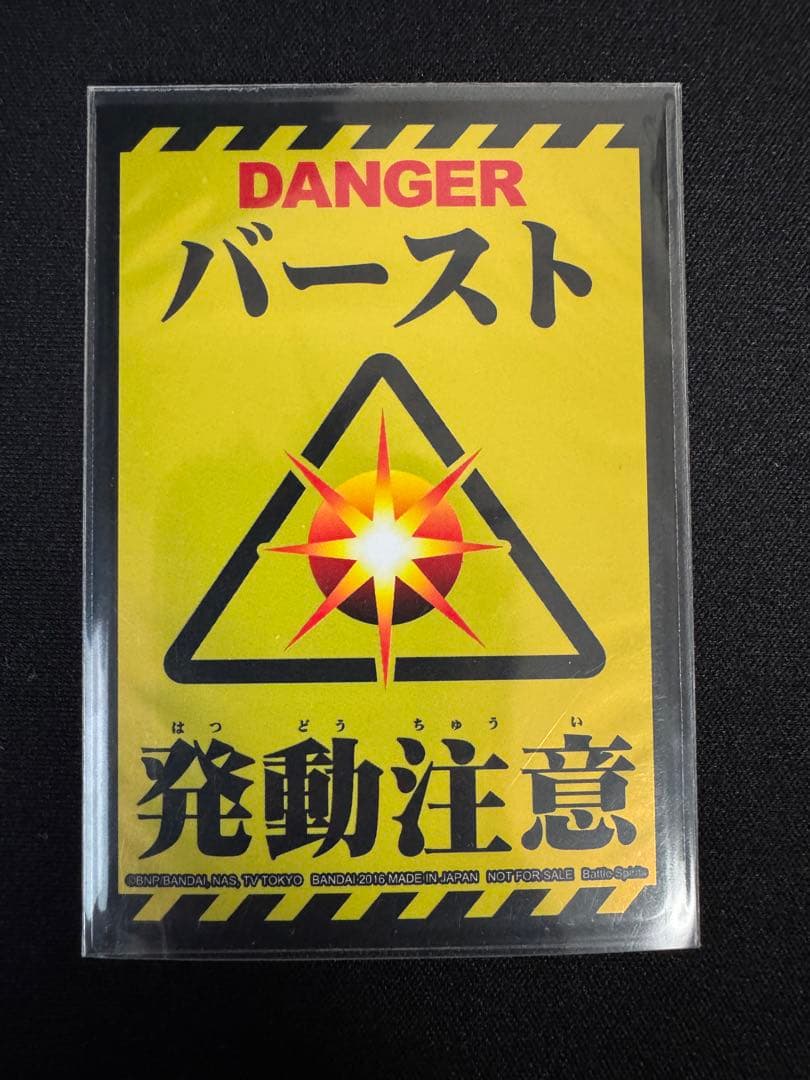 DANGER
バースト
はつ どう ちゅう い
発動注意
©BNP/BANDAI, NAS, TV TOKYO BANDAI 2016 MADE IN JAPAN NOT FOR SALE Battle Spirits